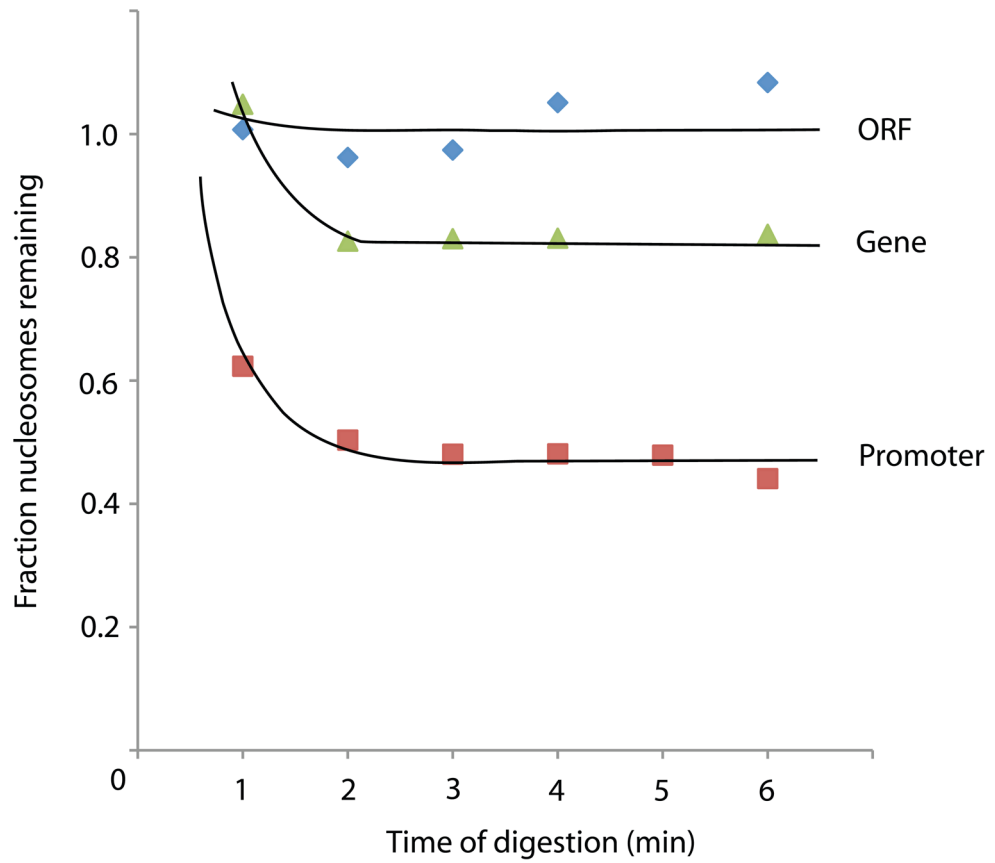 Fraction nucleosomes remaining
1.0
0.8
0.6
0.4
0.2
0
1 2 3 4 5 6
Time of digestion (min)
ORF
Gene
Promoter